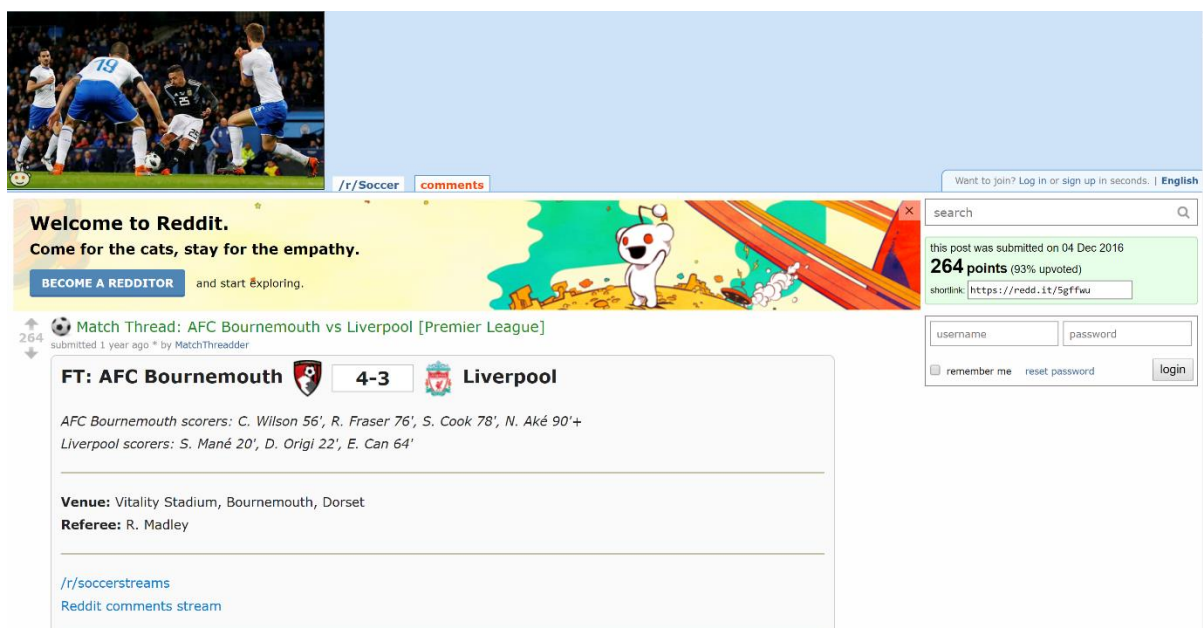 19
25
25
/r/Soccer comments
Want to join? Log in or sign up in seconds. | English
Welcome to Reddit.
Come for the cats, stay for the empathy.
BECOME A REDDITOR and start exploring.
search
this post was submitted on 04 Dec 2016
264 points (93% upvoted)
shortlink: https://redd.it/5gffwu
username password
remember me reset password login
264
Match Thread: AFC Bournemouth vs Liverpool [Premier League]
submitted 1 year ago * by MatchThreadder
FT: AFC Bournemouth 4-3 Liverpool
AFC Bournemouth scorers: C. Wilson 56', R. Fraser 76', S. Cook 78', N. Aké 90'+
Liverpool scorers: S. Mané 20', D. Origi 22', E. Can 64'
Venue: Vitality Stadium, Bournemouth, Dorset
Referee: R. Madley
/r/soccerstreams
Reddit comments stream